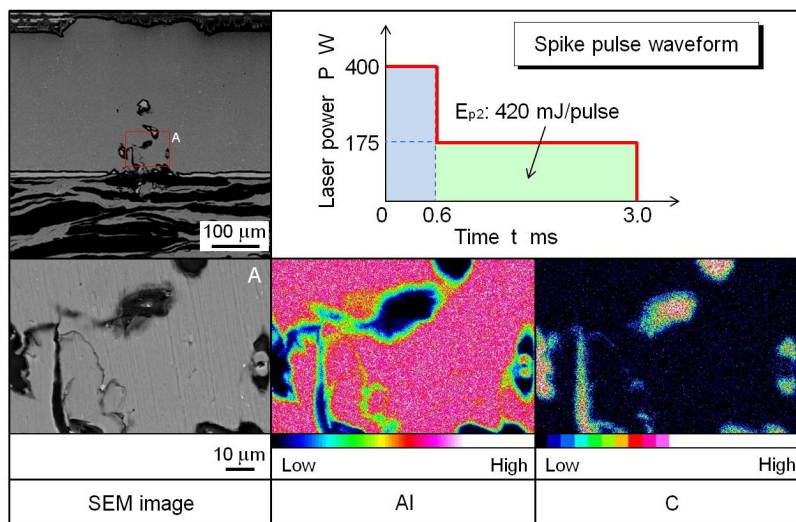 A
100 μm
Spike pulse waveform
Laser power P W
400
175
Ep2: 420 mJ/pulse
0
0.6
3.0
Time t ms
A
10 μm
Low High
Low High
SEM image
Al
C